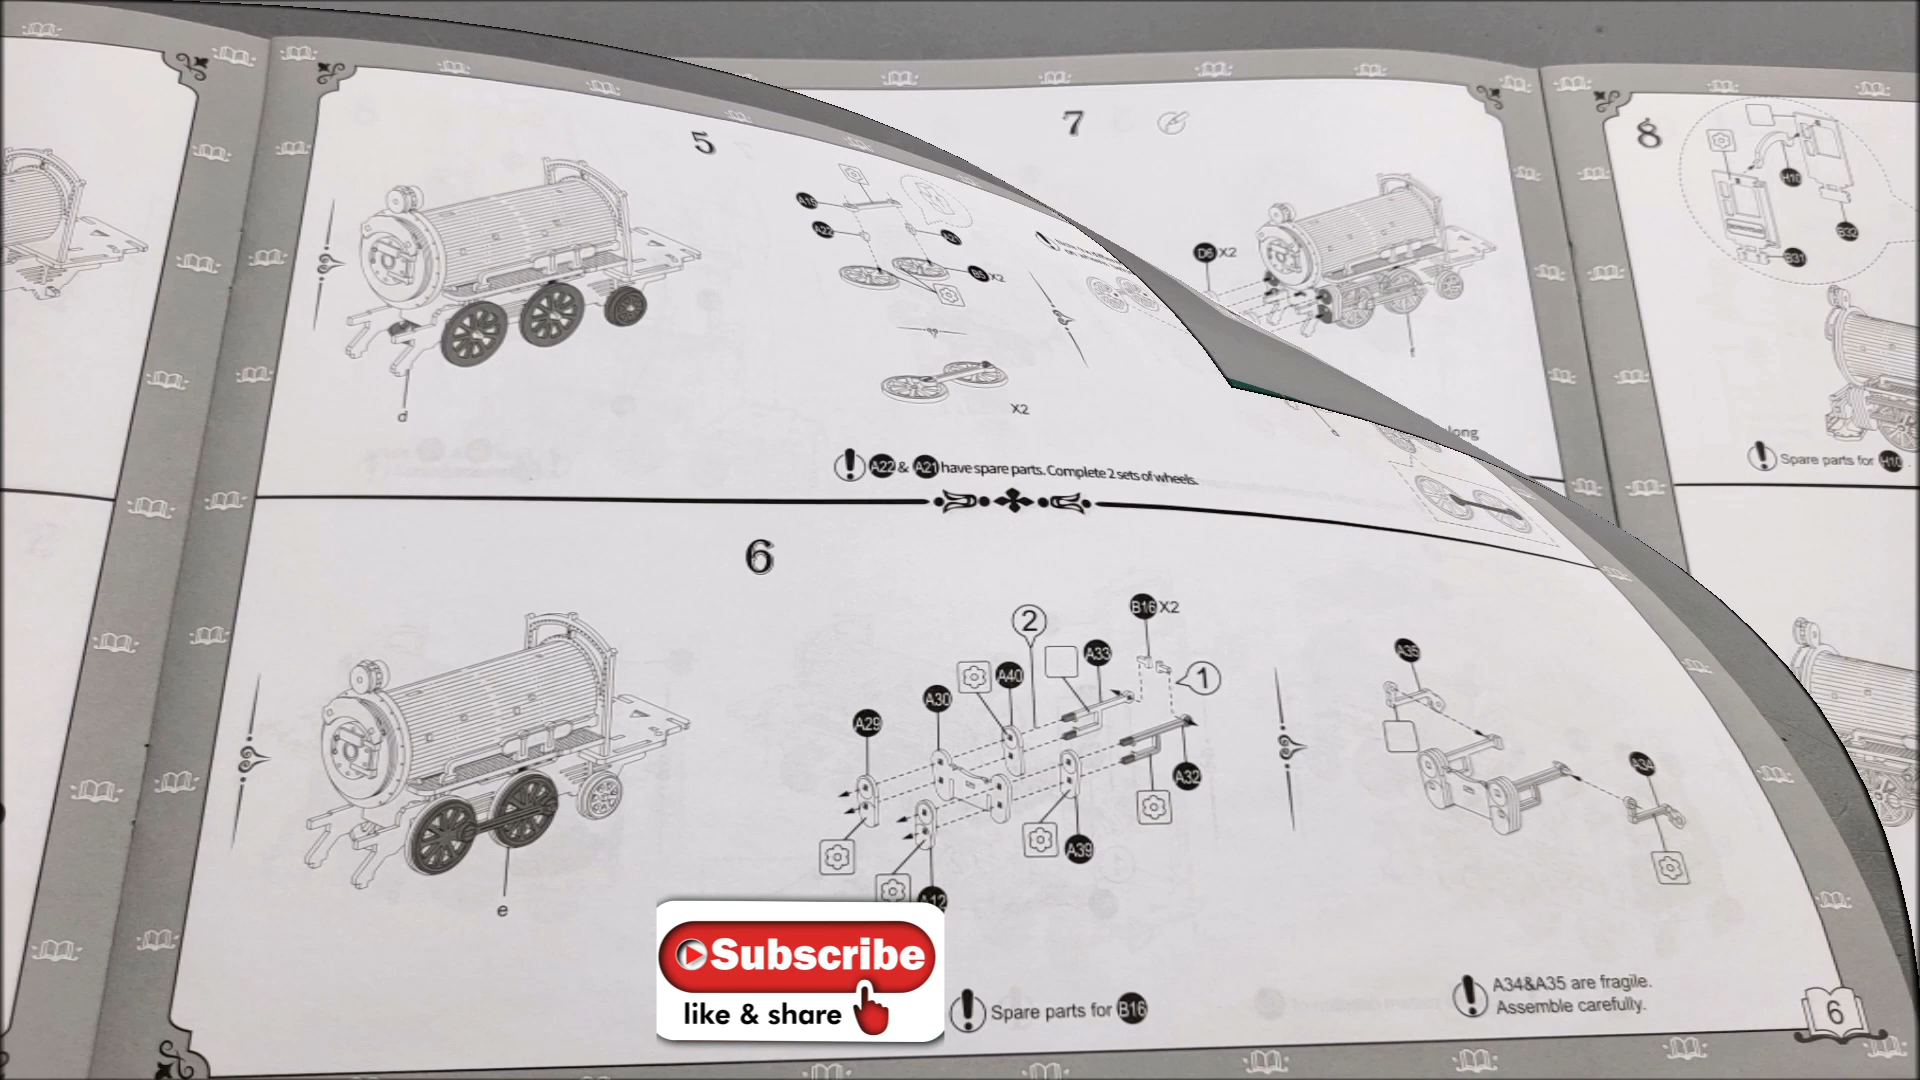 5
A22
B5 X2
X2
d
A22 & A21 have spare parts. Complete 2 sets of wheels.
7
D6 X2
f
long
8
H10
B32
B31
Spare parts for H10 .
6
2
B16 X2
A33
A40
1
A30
A29
A32
A39
A12
A35
A34
e
Subscribe
like & share
Spare parts for B16
A34&A35 are fragile.
Assemble carefully.
6